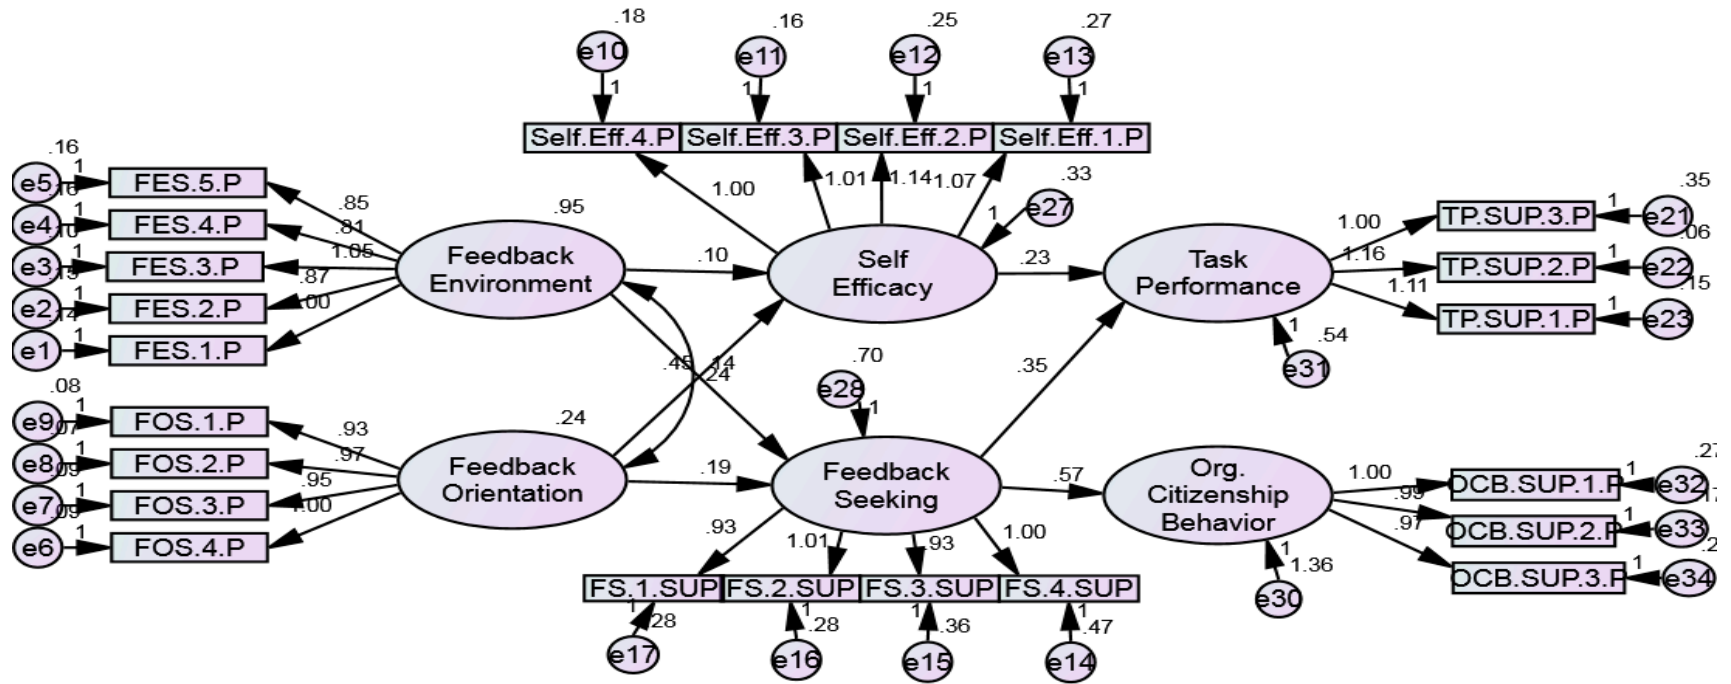 .18
.16
.25
.27
e10
e11
e12
e13
1
1
1
1
Self.Eff.4.P
Self.Eff.3.P
Self.Eff.2.P
Self.Eff.1.P
.16
e5
1
FES.5.P
e4
1
FES.4.P
e3
1
FES.3.P
e2
1
FES.2.P
.14
e1
1
FES.1.P
.85
.81
1.05
.87
.95
Feedback
Environment
1.00
1.01
1.14
1.07
.33
1
e27
.10
Self
Efficacy
.23
Task
Performance
1.00
1.16
1.11
TP.SUP.3.P
1
e21
.35
TP.SUP.2.P
1
e22
.06
TP.SUP.1.P
1
e23
.15
1
.54
e31
.45
.14
.24
.70
e28
1
.35
.08
e9
1
FOS.1.P
.07
e8
1
FOS.2.P
.09
e7
1
FOS.3.P
.09
e6
1
FOS.4.P
.93
.97
.95
1.00
.24
Feedback
Orientation
.19
Feedback
Seeking
.57
Org.
Citizenship
Behavior
1.00
.99
.97
OCB.SUP.1.P
1
e32
.27
OCB.SUP.2.P
1
e33
OCB.SUP.3.P
1
e34
1
1.36
e30
.93
1.01
.93
1.00
FS.1.SUP
FS.2.SUP
FS.3.SUP
FS.4.SUP
1
1
1
1
.28
.28
.36
.47
e17
e16
e15
e14